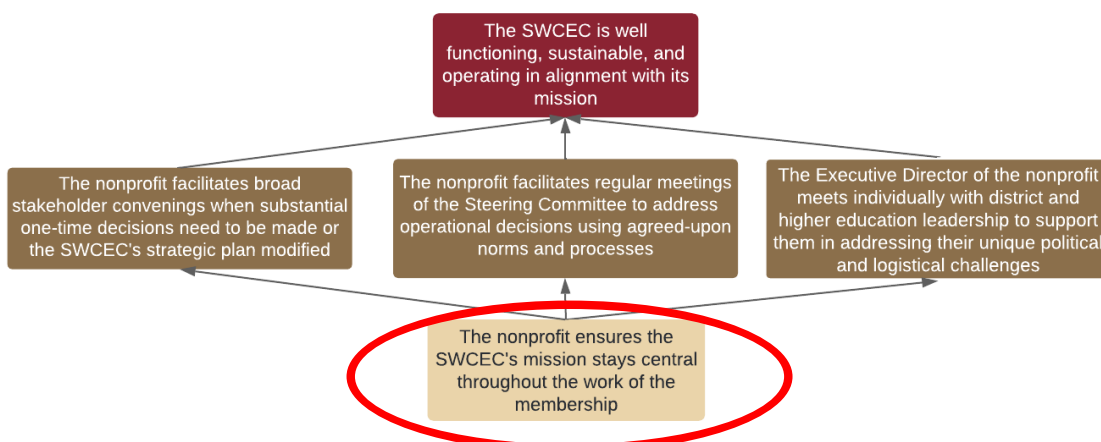 The SWCEC is well
functioning, sustainable, and
operating in alignment with its
mission
The nonprofit facilitates broad
stakeholder convenings when substantial
one-time decisions need to be made or
the SWCEC's strategic plan modified
The nonprofit facilitates regular meetings
of the Steering Committee to address
operational decisions using agreed-upon
norms and processes
The Executive Director of the nonprofit
meets individually with district and
higher education leadership to support
them in addressing their unique political
and logistical challenges
The nonprofit ensures the
SWCEC's mission stays central
throughout the work of the
membership